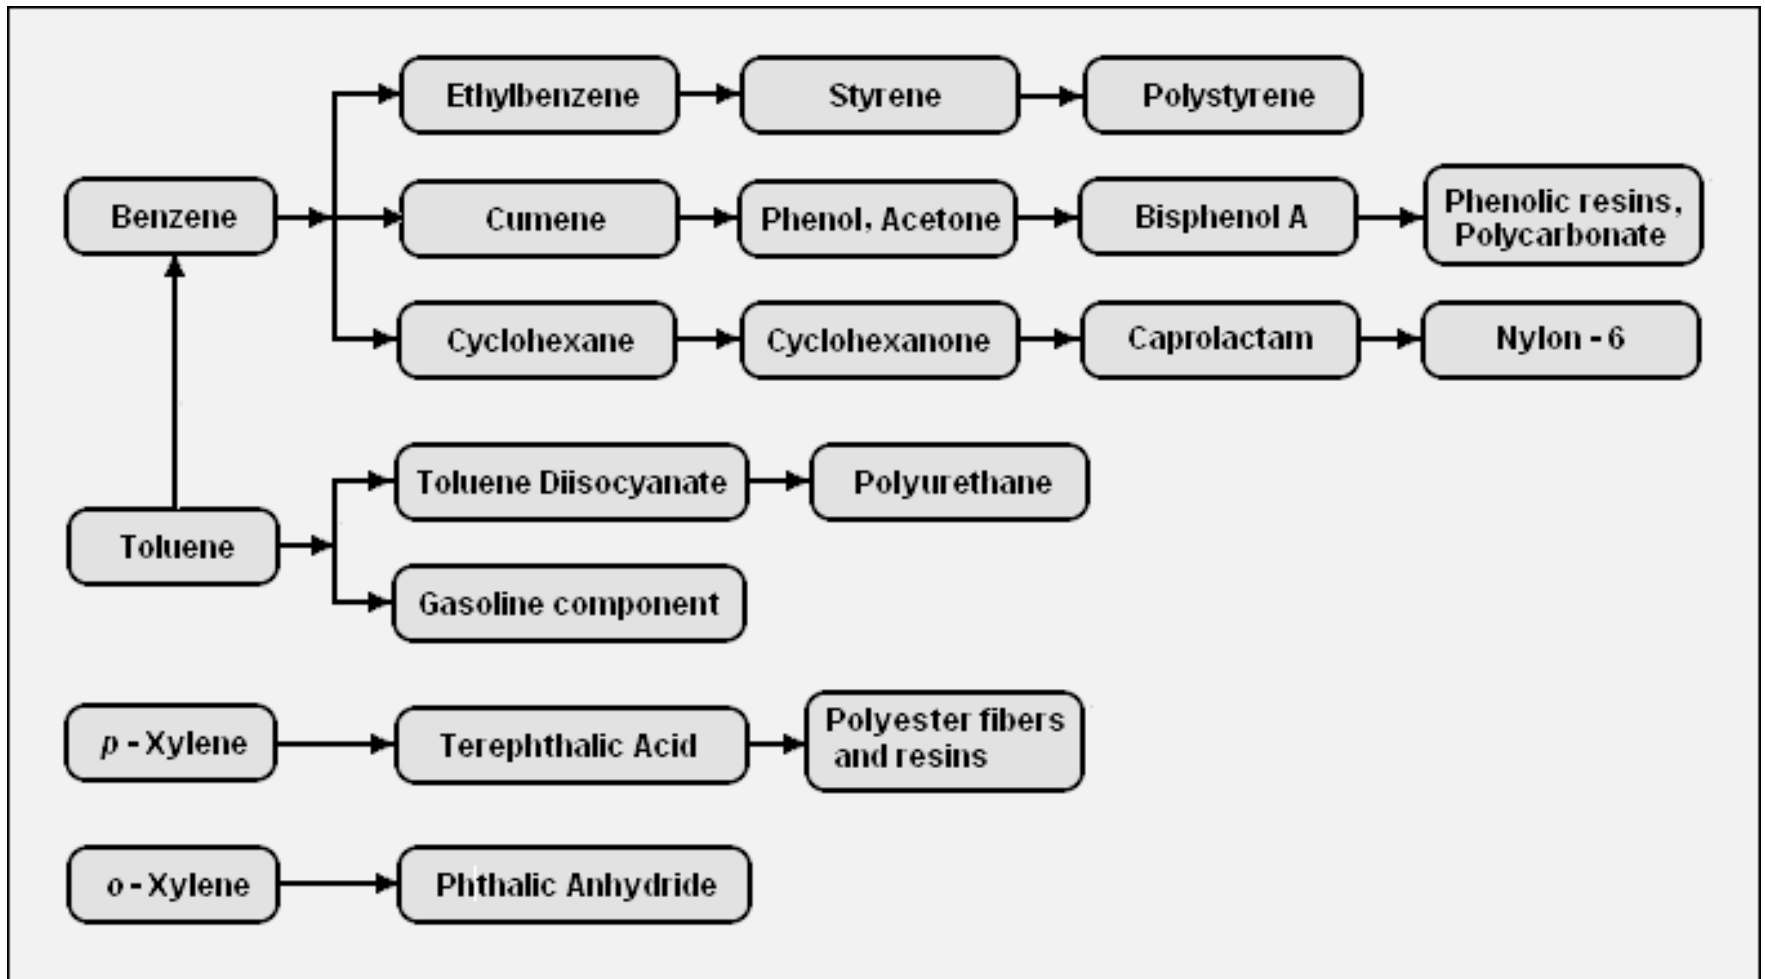 Ethylbenzene
Styrene
Polystyrene
Benzene
Cumene
Phenol, Acetone
Bisphenol A
Phenolic resins,
Polycarbonate
Cyclohexane
Cyclohexanone
Caprolactam
Nylon - 6
Toluene
Toluene Diisocyanate
Polyurethane
Gasoline component
p - Xylene
Terephthalic Acid
Polyester fibers
and resins
o - Xylene
Phthalic Anhydride